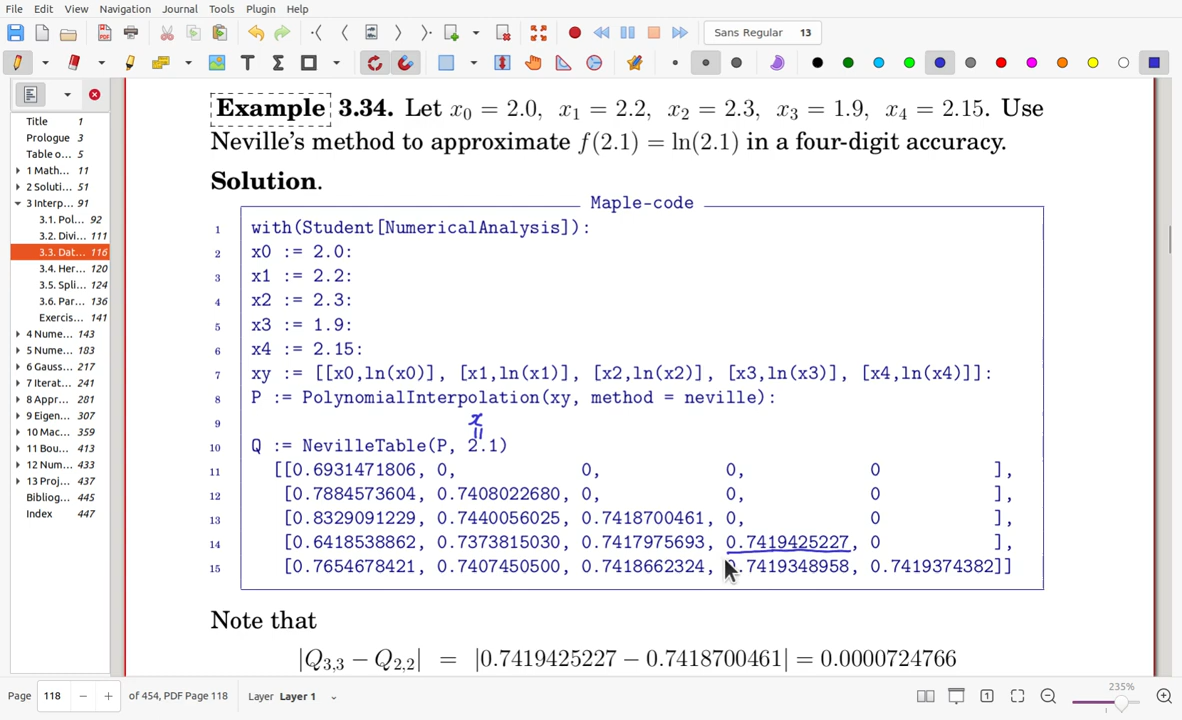 File Edit View Navigation Journal Tools Plugin Help
Sans Regular 13
Title 1
Prologue 3
Table o... 5
1 Math... 11
2 Soluti... 51
3 Interp... 91
3.1. Pol... 92
3.2. Divi... 111
3.3. Dat... 116
3.4. Her... 120
3.5. Spli... 124
3.6. Par... 136
Exercis... 141
4 Nume... 143
5 Nume... 183
6 Gauss... 217
7 Iterat... 241
8 Appr... 281
9 Eigen... 307
10 Mac... 359
11 Bou... 413
12 Num... 433
13 Proj... 437
Bibliog... 445
Index 447
Example 3.34. Let x₀ = 2.0, x₁ = 2.2, x₂ = 2.3, x₃ = 1.9, x₄ = 2.15. Use
Neville's method to approximate f(2.1) = ln(2.1) in a four-digit accuracy.
Solution.
Maple-code
1 with(Student[NumericalAnalysis]):
2 x0 := 2.0:
3 x1 := 2.2:
4 x2 := 2.3:
5 x3 := 1.9:
6 x4 := 2.15:
7 xy := [[x0,ln(x0)], [x1,ln(x1)], [x2,ln(x2)], [x3,ln(x3)], [x4,ln(x4)]]:
8 P := PolynomialInterpolation(xy, method = neville):
9
x
10 Q := NevilleTable(P, 2.1)
11 [[0.6931471806, 0, 0, 0, 0 ],
12 [0.7884573604, 0.7408022680, 0, 0, 0 ],
13 [0.8329091229, 0.7440056025, 0.7418700461, 0, 0 ],
14 [0.6418538862, 0.7373815030, 0.7417975693, 0.7419425227, 0 ],
15 [0.7654678421, 0.7407450500, 0.7418662324, 0.7419348958, 0.7419374382]]
Note that
|Q₃,₃ − Q₂,₂| = |0.7419425227 − 0.7418700461| = 0.0000724766
Page 118 of 454, PDF Page 118 Layer Layer 1 235%